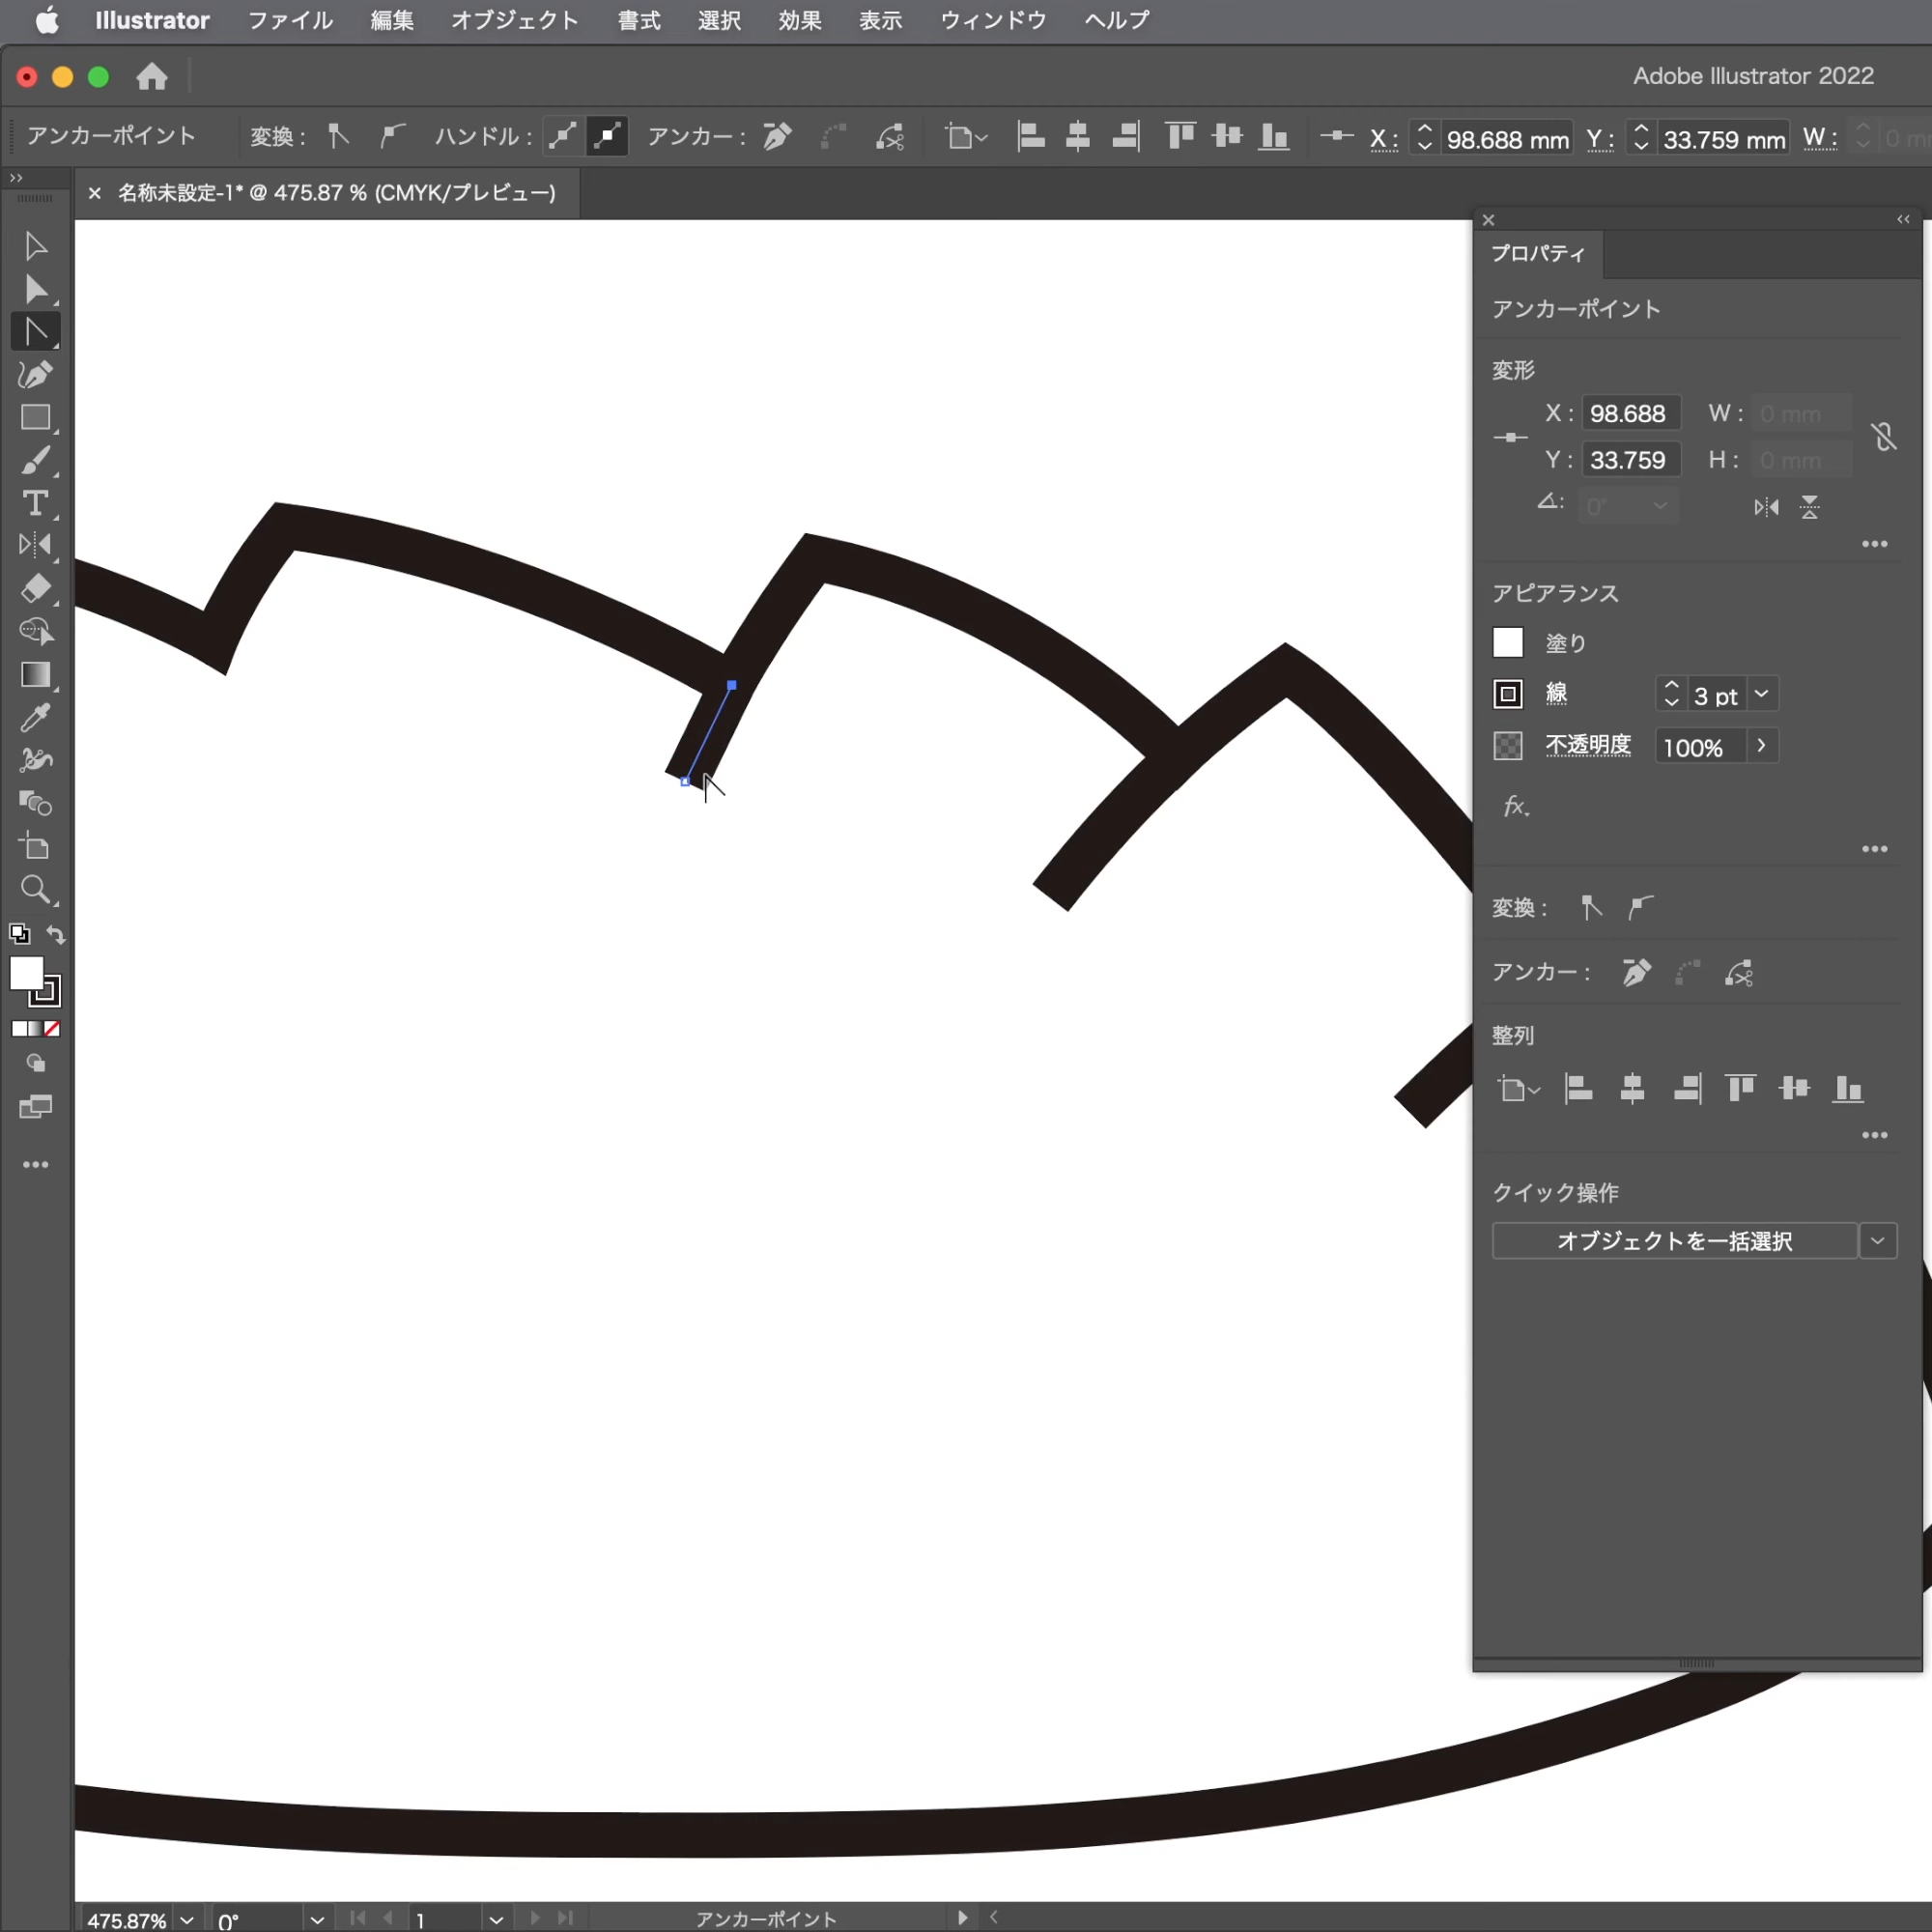 Illustrator ファイル 編集 オブジェクト 書式 選択 効果 表示 ウィンドウ ヘルプ
Adobe Illustrator 2022
アンカーポイント 変換： ハンドル： アンカー： X： 98.688 mm Y： 33.759 mm W： 0 mm
× 名称未設定-1* @ 475.87 % (CMYK/プレビュー)
プロパティ
アンカーポイント
変形
X： 98.688 W： 0 mm
Y： 33.759 H： 0 mm
0°
アピアランス
塗り
線 3 pt
不透明度 100%
fx.
変換：
アンカー：
整列
クイック操作
オブジェクトを一括選択
475.87% 0° 1 アンカーポイント